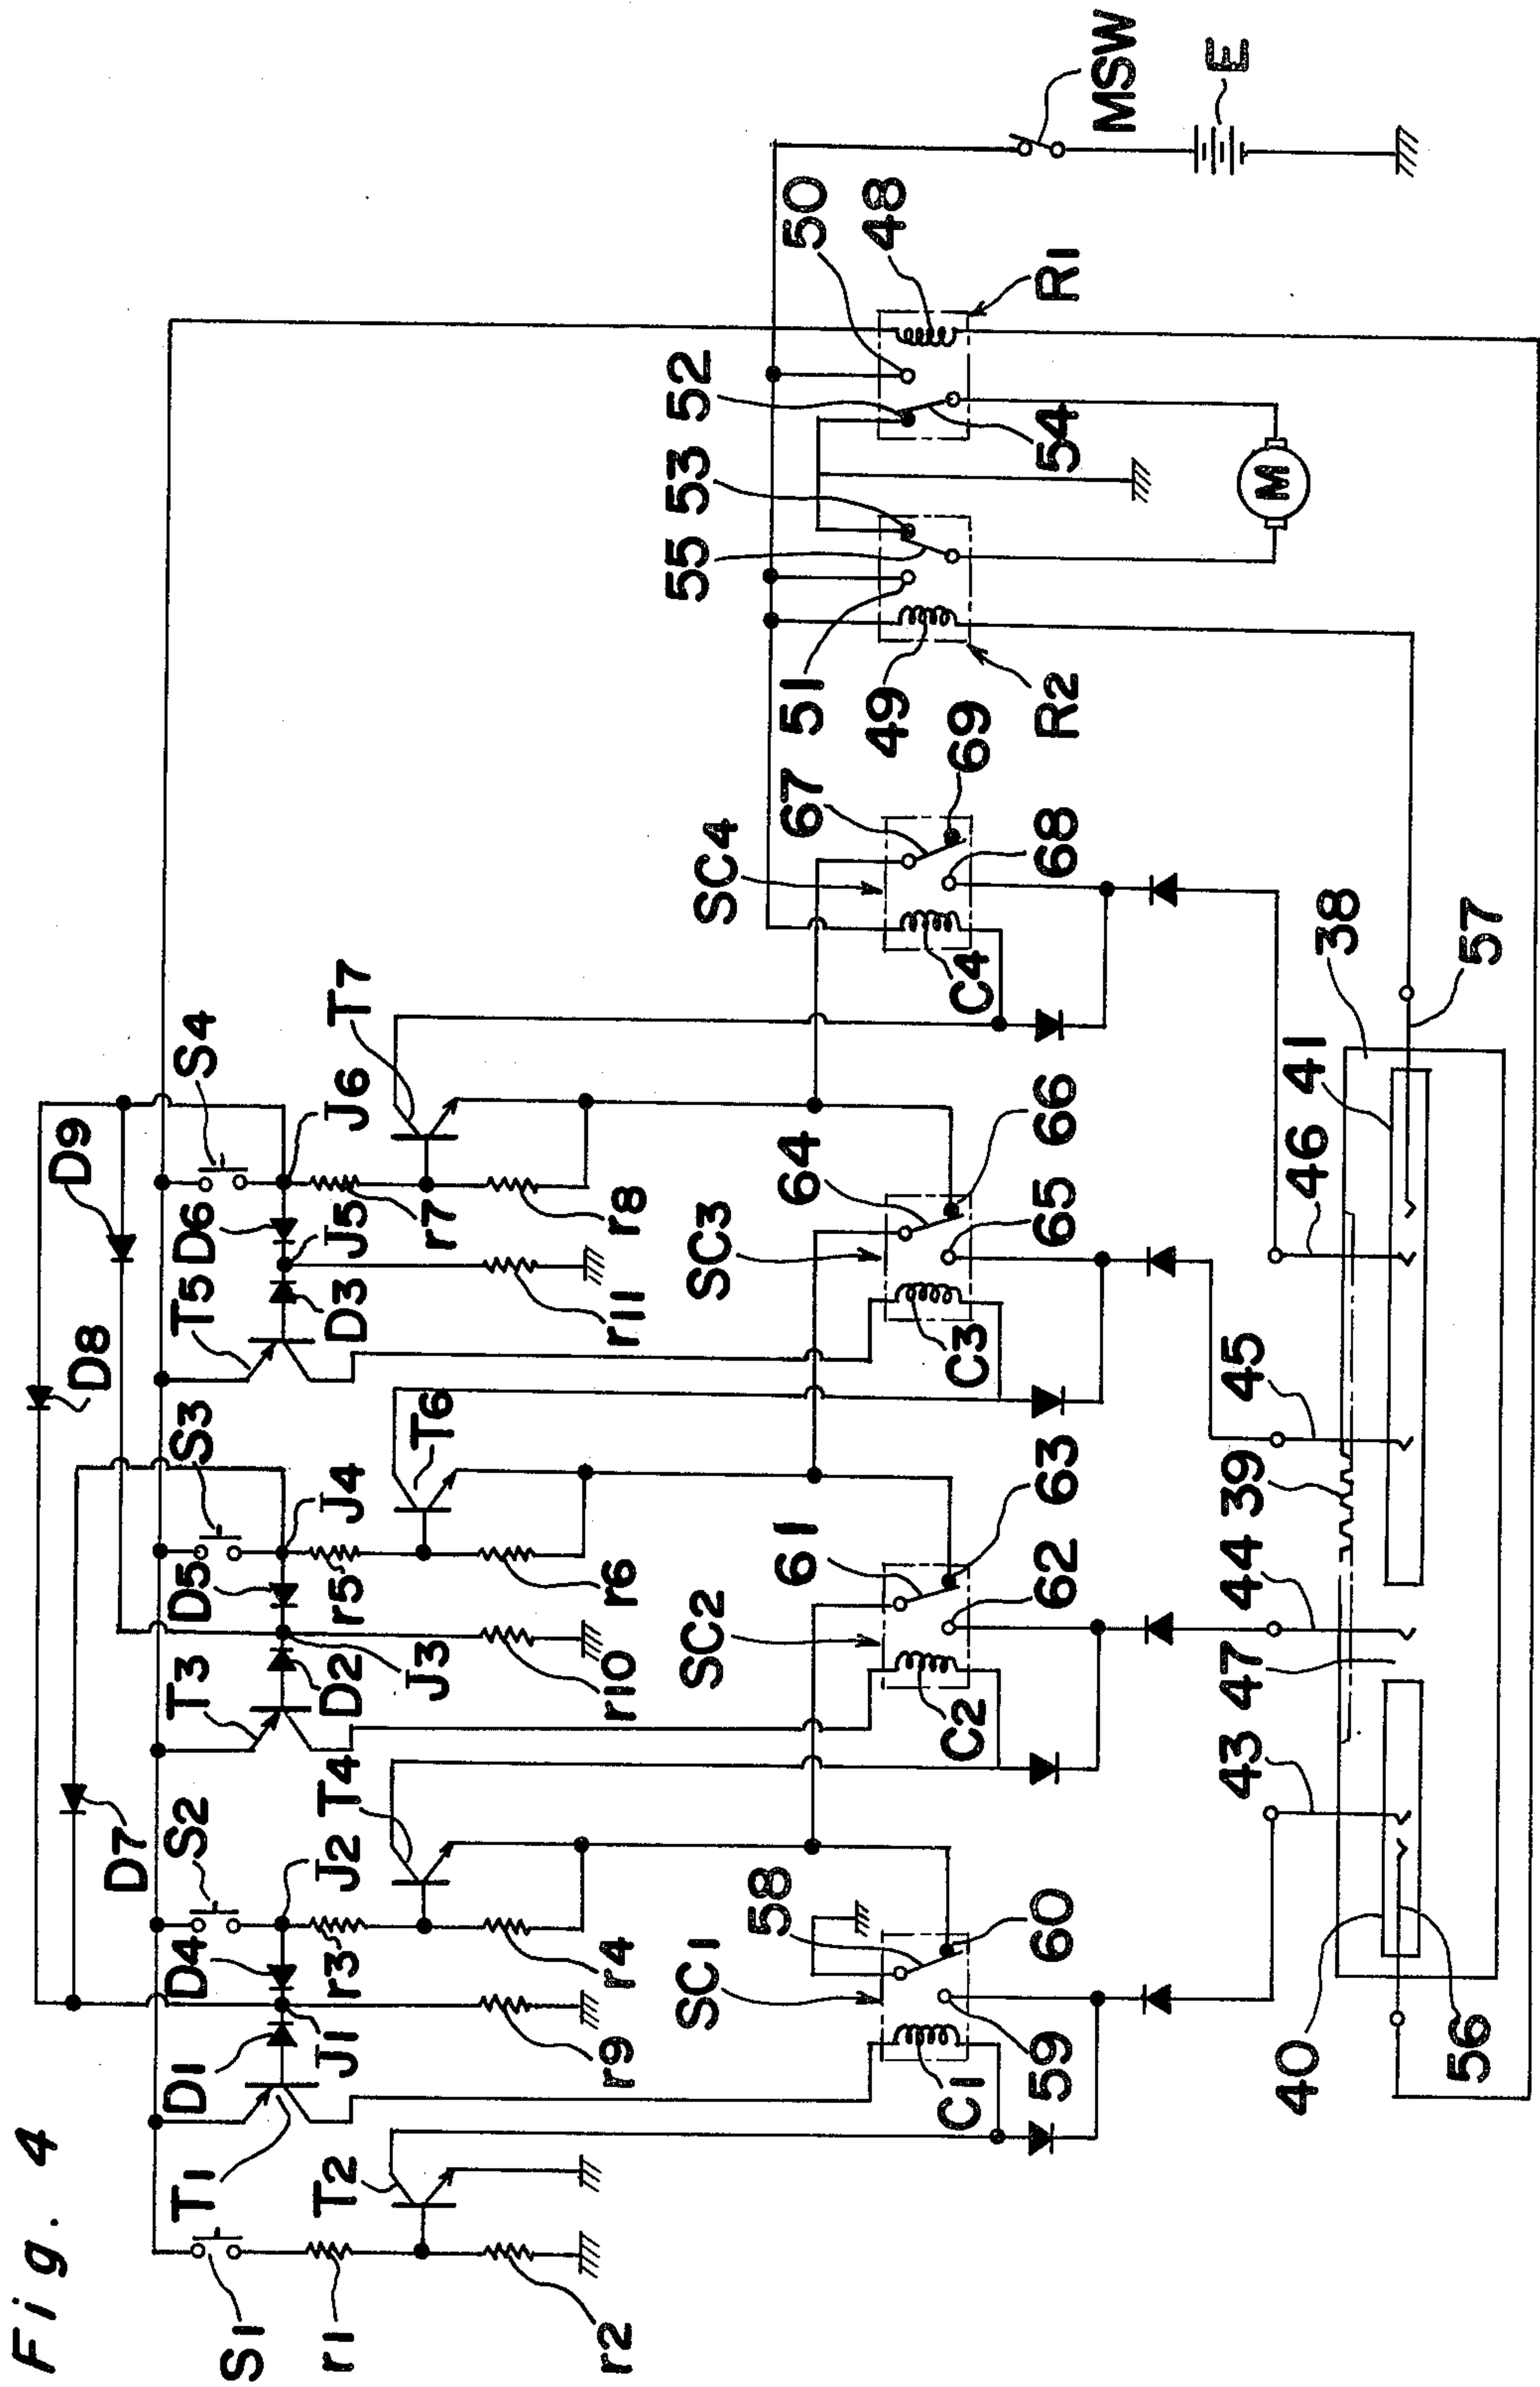 Fig. 4
S1
r1
r2
T1
T2
D1
J1
r9
D4
S2
J2
r3
r4
T4
D7
T3
D2
J3
r10
D5
S3
J4
r5
r6
T6
D8
T5
D3
J5
r11
D6
D9
S4
J6
r7
r8
T7
SC1
58
60
59
C1
SC2
61
63
62
C2
SC3
64
66
65
C3
SC4
67
69
68
C4
51
49
R2
55
53
52
54
50
48
R1
M
MSW
E
40
56
43
47
44
39
45
46
41
38
57